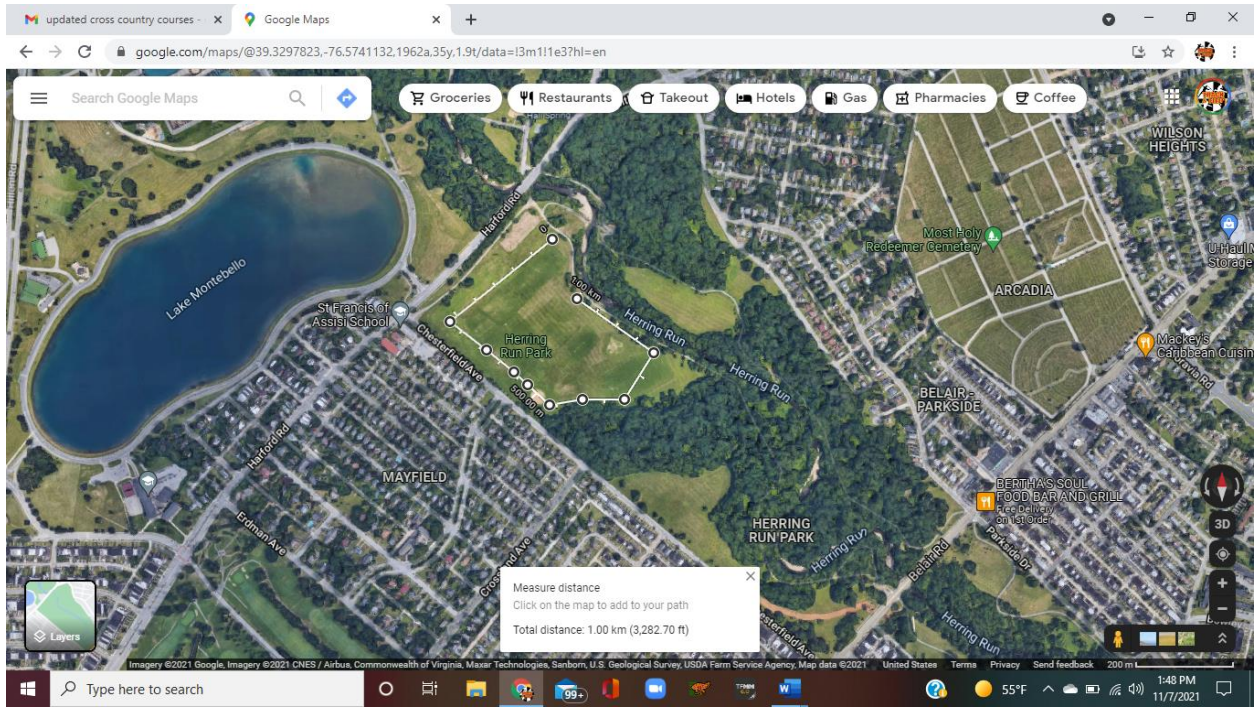 updated cross country courses -
Google Maps
google.com/maps/@39.3297823,-76.5741132,1962a,35y,1.9t/data=!3m1!1e3?hl=en
Search Google Maps
Groceries
Restaurants
Takeout
Hotels
Gas
Pharmacies
Coffee
Hall Spring
WILSON
HEIGHTS
Harford Rd
Most Holy
Redeemer Cemetery
U-Haul M
Storage
Lake Montebello
0
1.00 km
ARCADIA
St Francis of
Assisi School
Herring Run
Herring
Run Park
Chesterfield Ave
Mackey's
Caribbean Cuisin
Moravia Rd
Herring Run
500.00 m
BELAIR -
PARKSIDE
Harford Rd
MAYFIELD
BERTHA'S SOUL
FOOD BAR AND GRILL
Free Delivery
on 1st Order
Erdman Ave
HERRING
RUN PARK
Herring Run
Belair Rd
Parkside Dr
3D
Measure distance
Click on the map to add to your path
Total distance: 1.00 km (3,282.70 ft)
Herring Run
Layers
Imagery ©2021 Google, Imagery ©2021 CNES / Airbus, Commonwealth of Virginia, Maxar Technologies, Sanborn, U.S. Geological Survey, USDA Farm Service Agency, Map data ©2021
United States
Terms
Privacy
Send feedback
200 m
Type here to search
99+
55°F
1:48 PM
11/7/2021